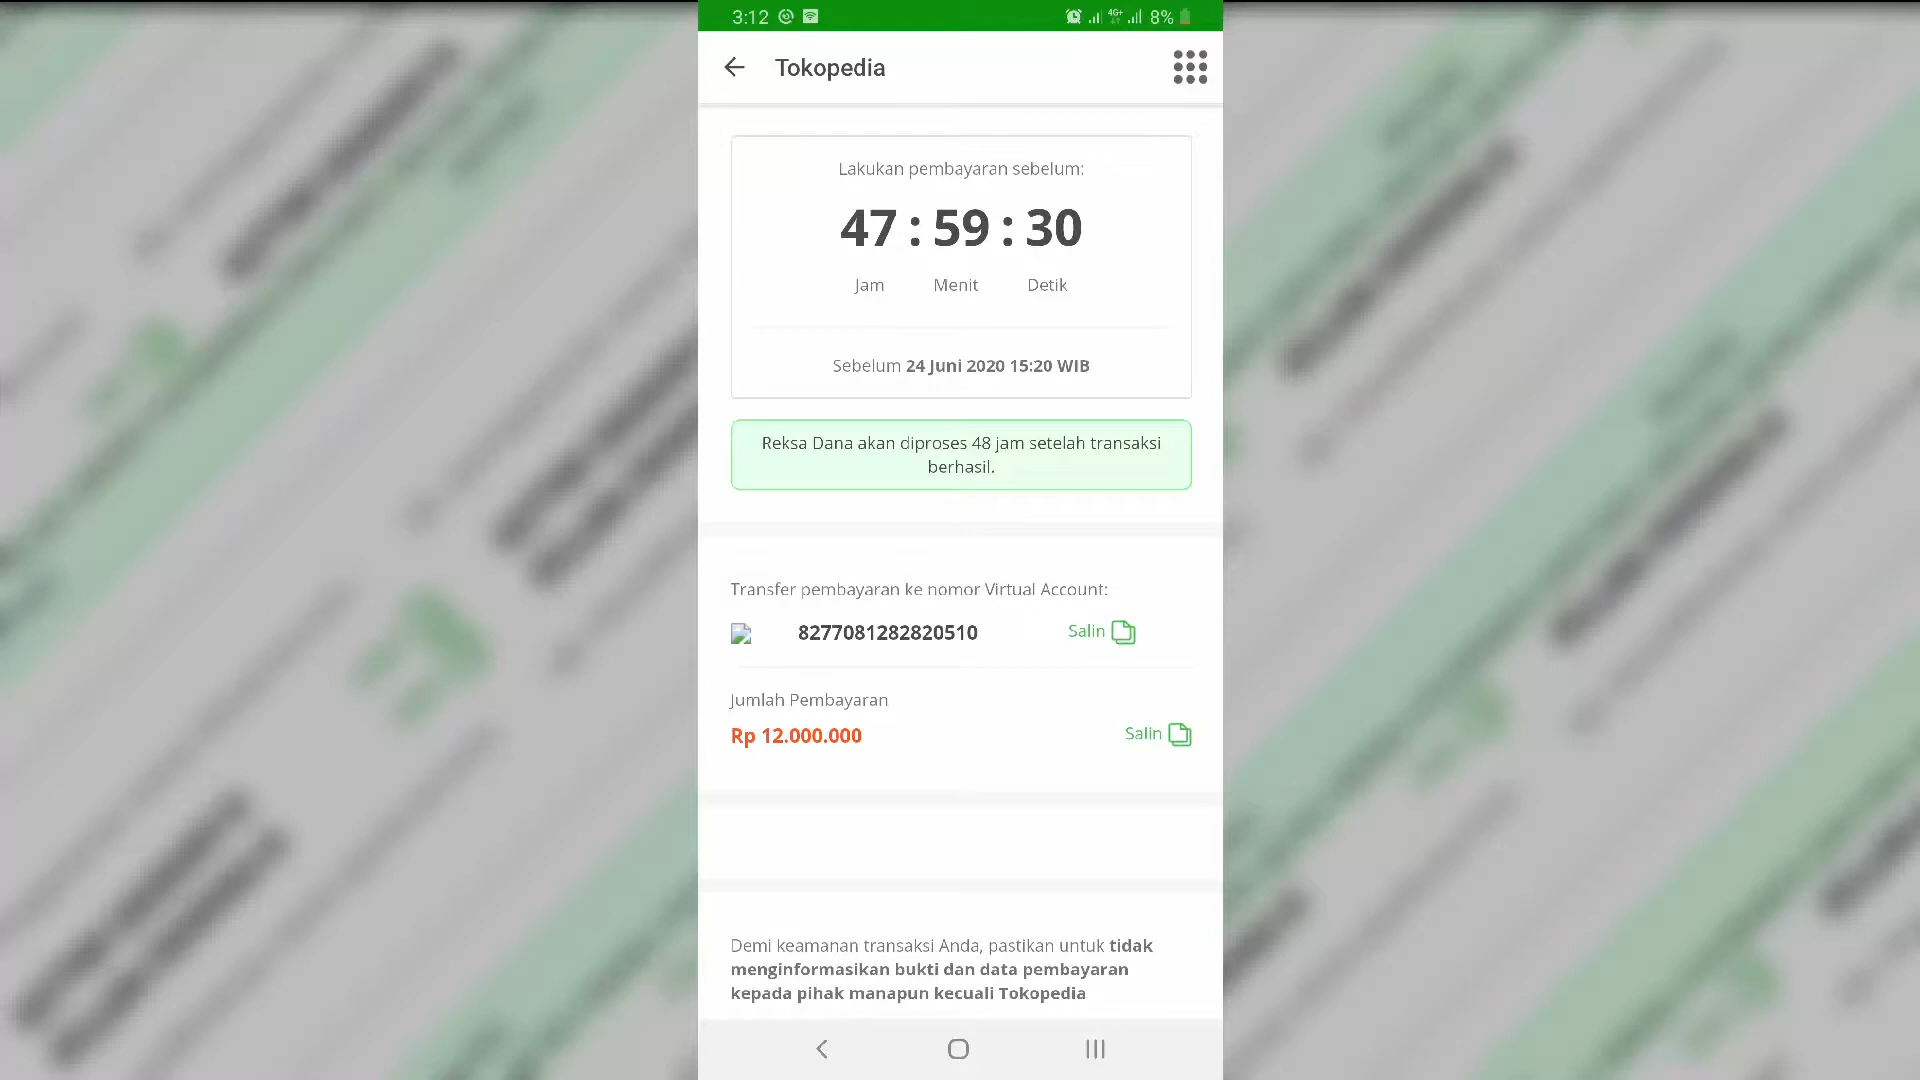 3:12
4G+
8%
Tokopedia
Lakukan pembayaran sebelum:
47 : 59 : 30
Jam Menit Detik
Sebelum 24 Juni 2020 15:20 WIB
Reksa Dana akan diproses 48 jam setelah transaksi
berhasil.
Transfer pembayaran ke nomor Virtual Account:
8277081282820510 Salin
Jumlah Pembayaran
Rp 12.000.000 Salin
Demi keamanan transaksi Anda, pastikan untuk tidak
menginformasikan bukti dan data pembayaran
kepada pihak manapun kecuali Tokopedia